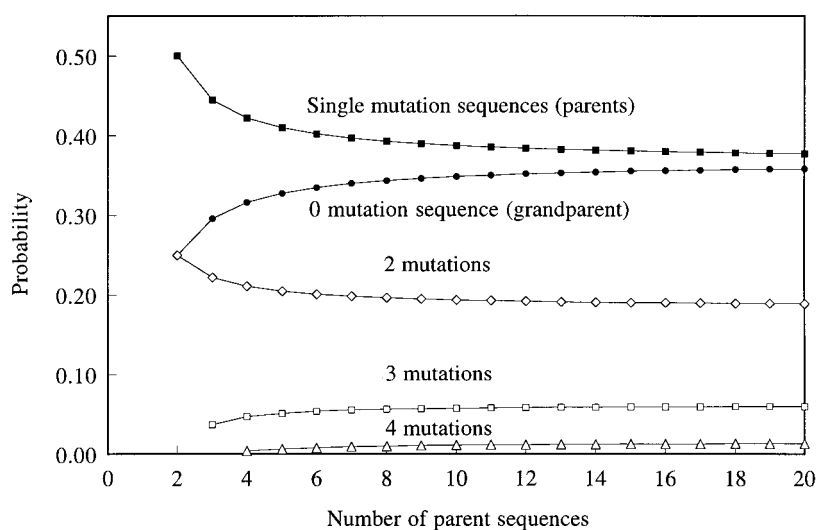 0.50
0.40
0.30
0.20
0.10
0.00
Probability
Single mutation sequences (parents)
0 mutation sequence (grandparent)
2 mutations
3 mutations
4 mutations
0 2 4 6 8 10 12 14 16 18 20
Number of parent sequences